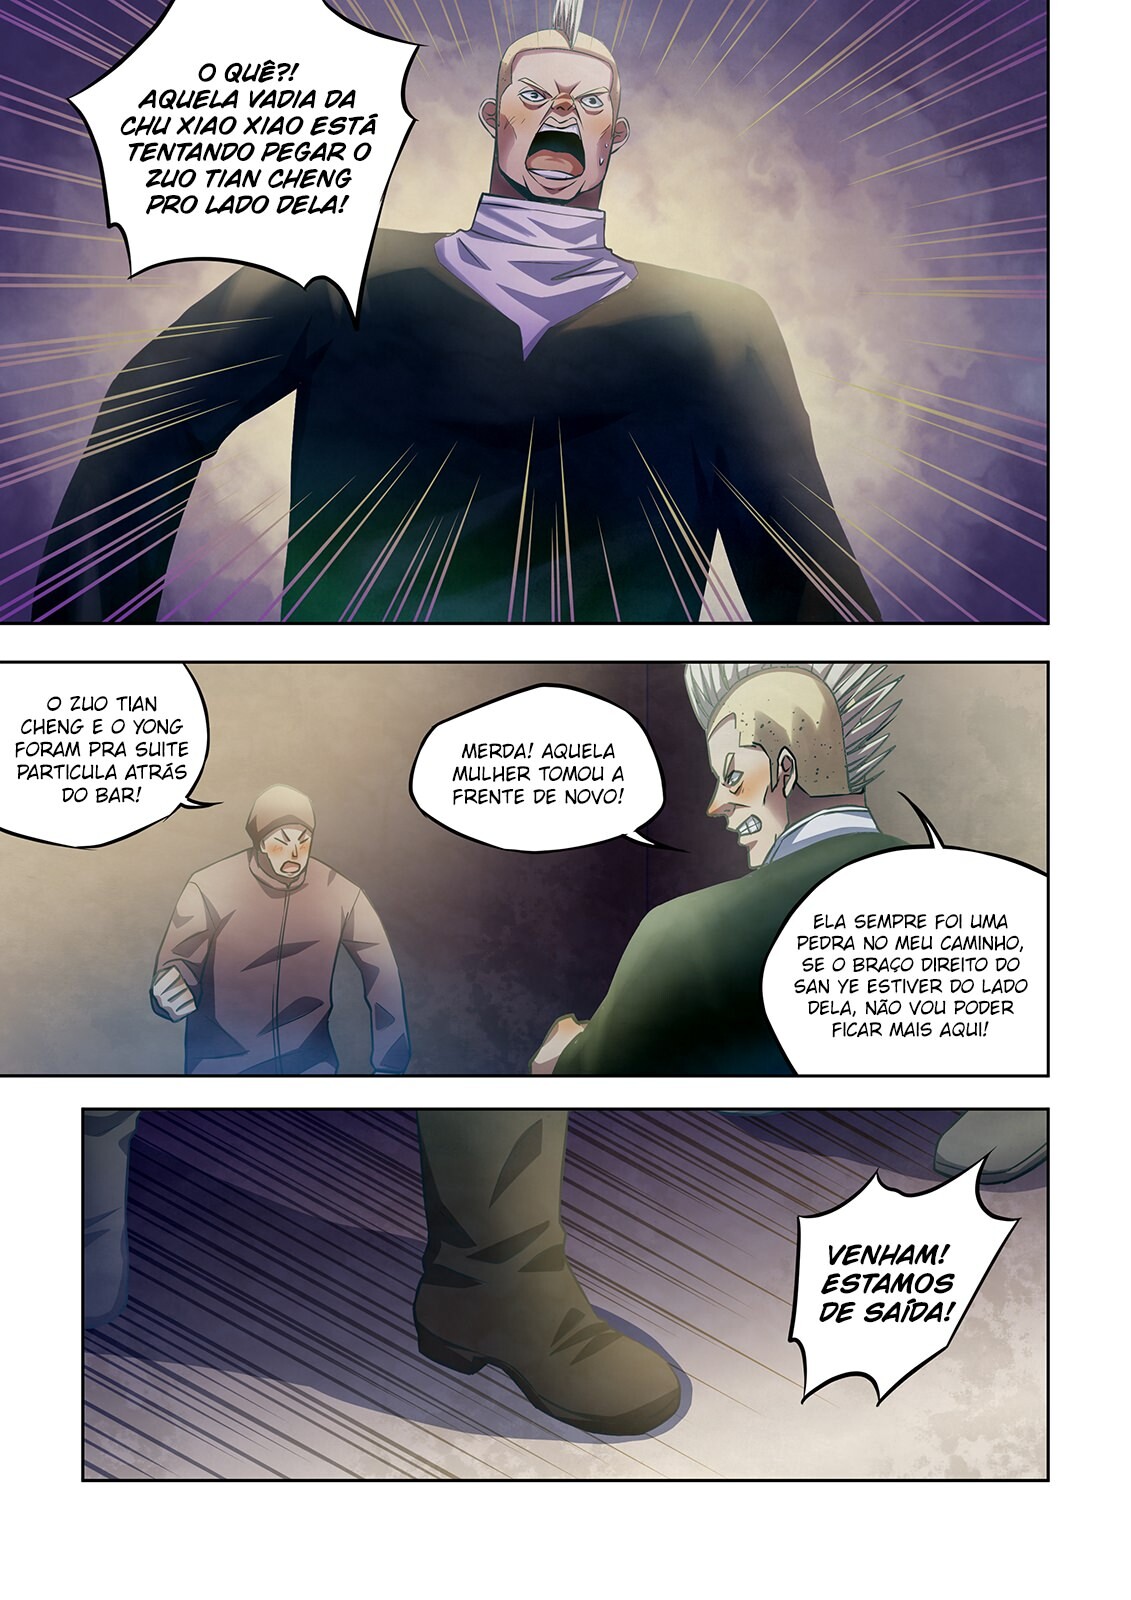 O QUÊ?!
AQUELA VADIA DA
CHU XIAO XIAO ESTÁ
TENTANDO PEGAR O
ZUO TIAN CHENG
PRO LADO DELA!
O ZUO TIAN
CHENG E O YONG
FORAM PRA SUITE
PARTICULA ATRÁS
DO BAR!
MERDA! AQUELA
MULHER TOMOU A
FRENTE DE NOVO!
ELA SEMPRE FOI UMA
PEDRA NO MEU CAMINHO,
SE O BRAÇO DIREITO DO
SAN YE ESTIVER DO LADO
DELA, NÃO VOU PODER
FICAR MAIS AQUI!
VENHAM!
ESTAMOS
DE SAÍDA!